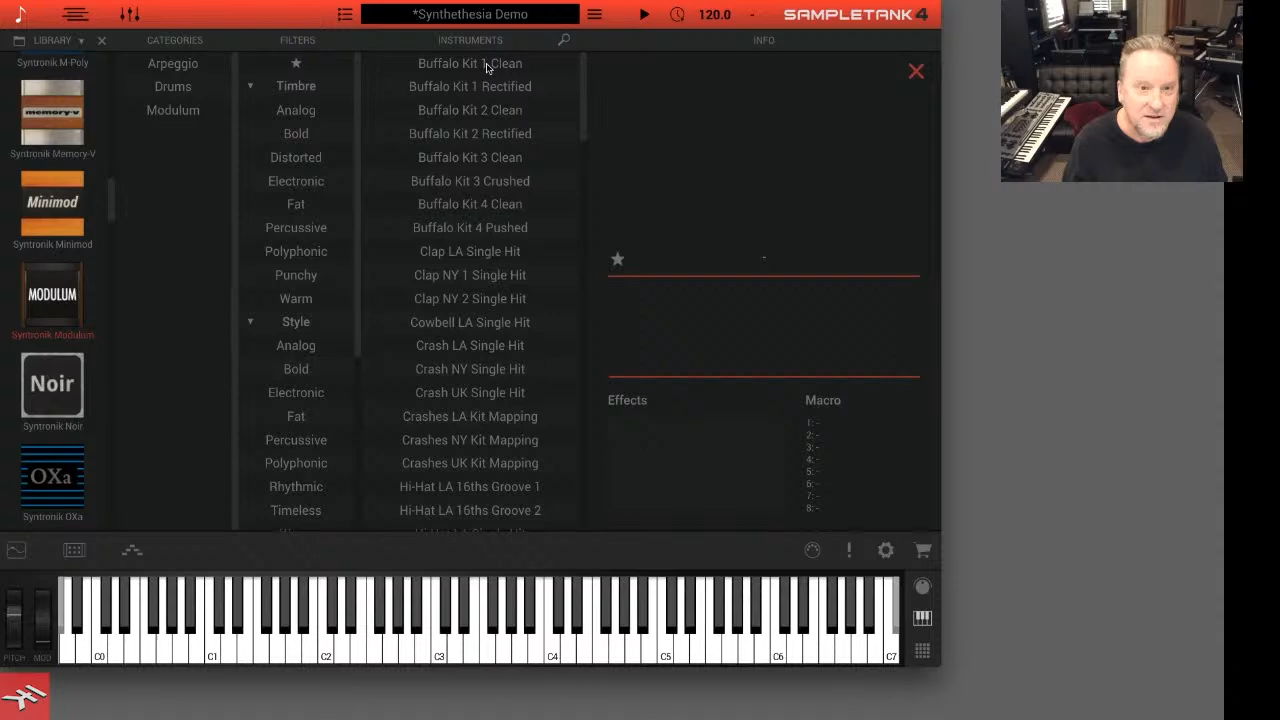 *Synthethesia Demo
120.0
-
SAMPLETANK 4
LIBRARY
CATEGORIES
FILTERS
INSTRUMENTS
INFO
Syntronik M-Poly
memory-v
Syntronik Memory-V
Minimod
Syntronik Minimod
MODULUM
Syntronik Modulum
Noir
Syntronik Noir
OXa
Syntronik OXa
Arpeggio
Drums
Modulum
Timbre
Analog
Bold
Distorted
Electronic
Fat
Percussive
Polyphonic
Punchy
Warm
Style
Analog
Bold
Electronic
Fat
Percussive
Polyphonic
Rhythmic
Timeless
Buffalo Kit 1 Clean
Buffalo Kit 1 Rectified
Buffalo Kit 2 Clean
Buffalo Kit 2 Rectified
Buffalo Kit 3 Clean
Buffalo Kit 3 Crushed
Buffalo Kit 4 Clean
Buffalo Kit 4 Pushed
Clap LA Single Hit
Clap NY 1 Single Hit
Clap NY 2 Single Hit
Cowbell LA Single Hit
Crash LA Single Hit
Crash NY Single Hit
Crash UK Single Hit
Crashes LA Kit Mapping
Crashes NY Kit Mapping
Crashes UK Kit Mapping
Hi-Hat LA 16ths Groove 1
Hi-Hat LA 16ths Groove 2
-
Effects
Macro
1: -
2: -
3: -
4: -
5: -
6: -
7: -
8: -
PITCH
MOD
C0
C1
C2
C3
C4
C5
C6
C7